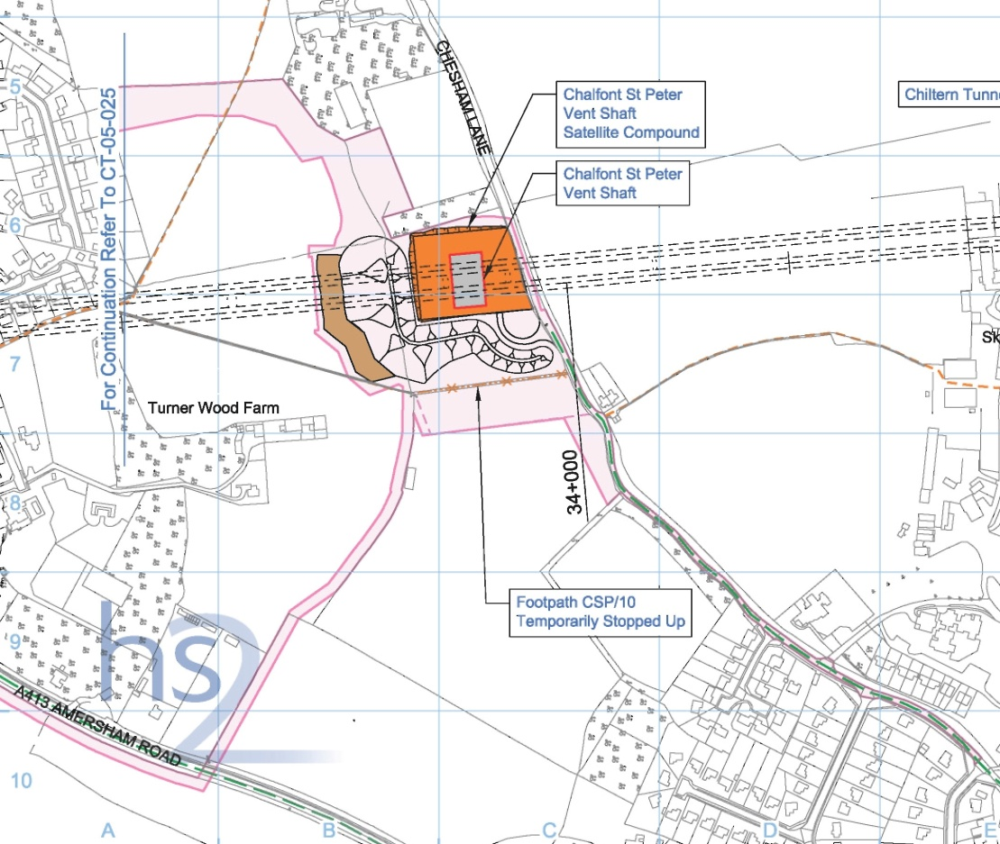 5
For Continuation Refer To CT-05-025
CHESHAM LANE
Chalfont St Peter
Vent Shaft
Satellite Compound
Chiltern Tunne
Chalfont St Peter
Vent Shaft
6
7
Sk
Turner Wood Farm
34+000
8
Footpath CSP/10
Temporarily Stopped Up
9
hs2
A413 AMERSHAM ROAD
10
A
B
C
D
E